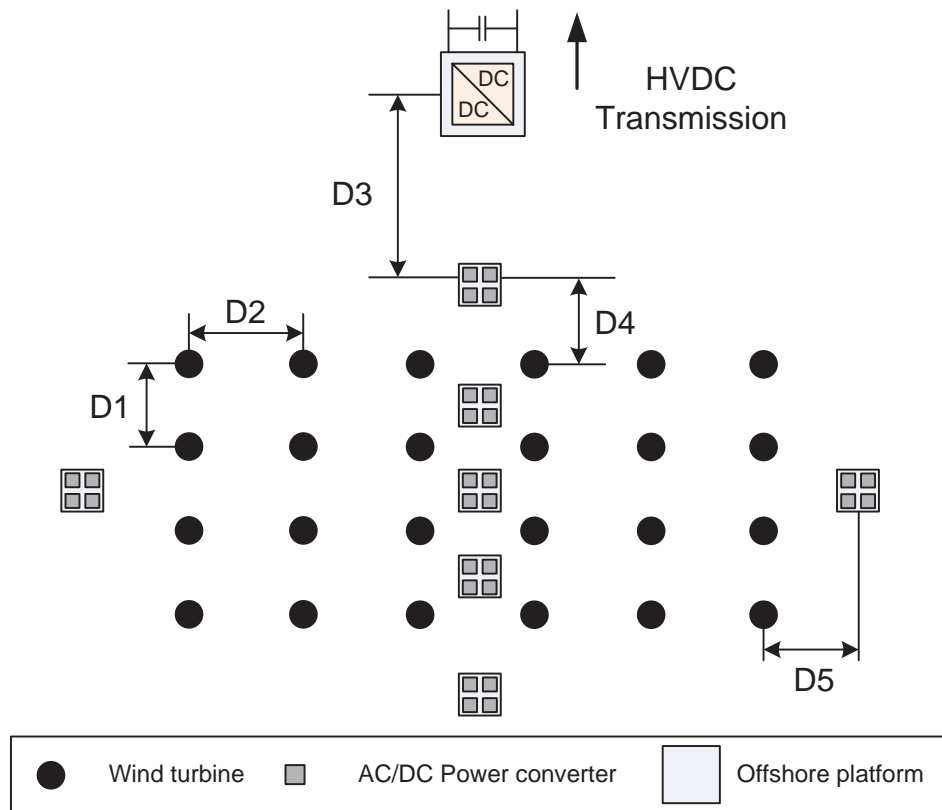 DC
DC
HVDC
Transmission
D3
D2
D4
D1
D5
Wind turbine
AC/DC Power converter
Offshore platform